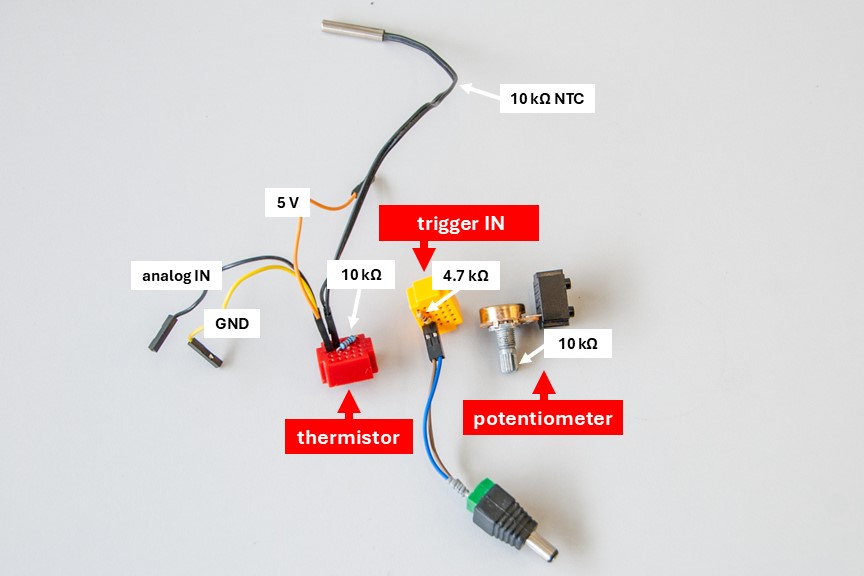 10 kΩ NTC
5 V
trigger IN
analog IN
10 kΩ
4.7 kΩ
GND
10 kΩ
potentiometer
thermistor